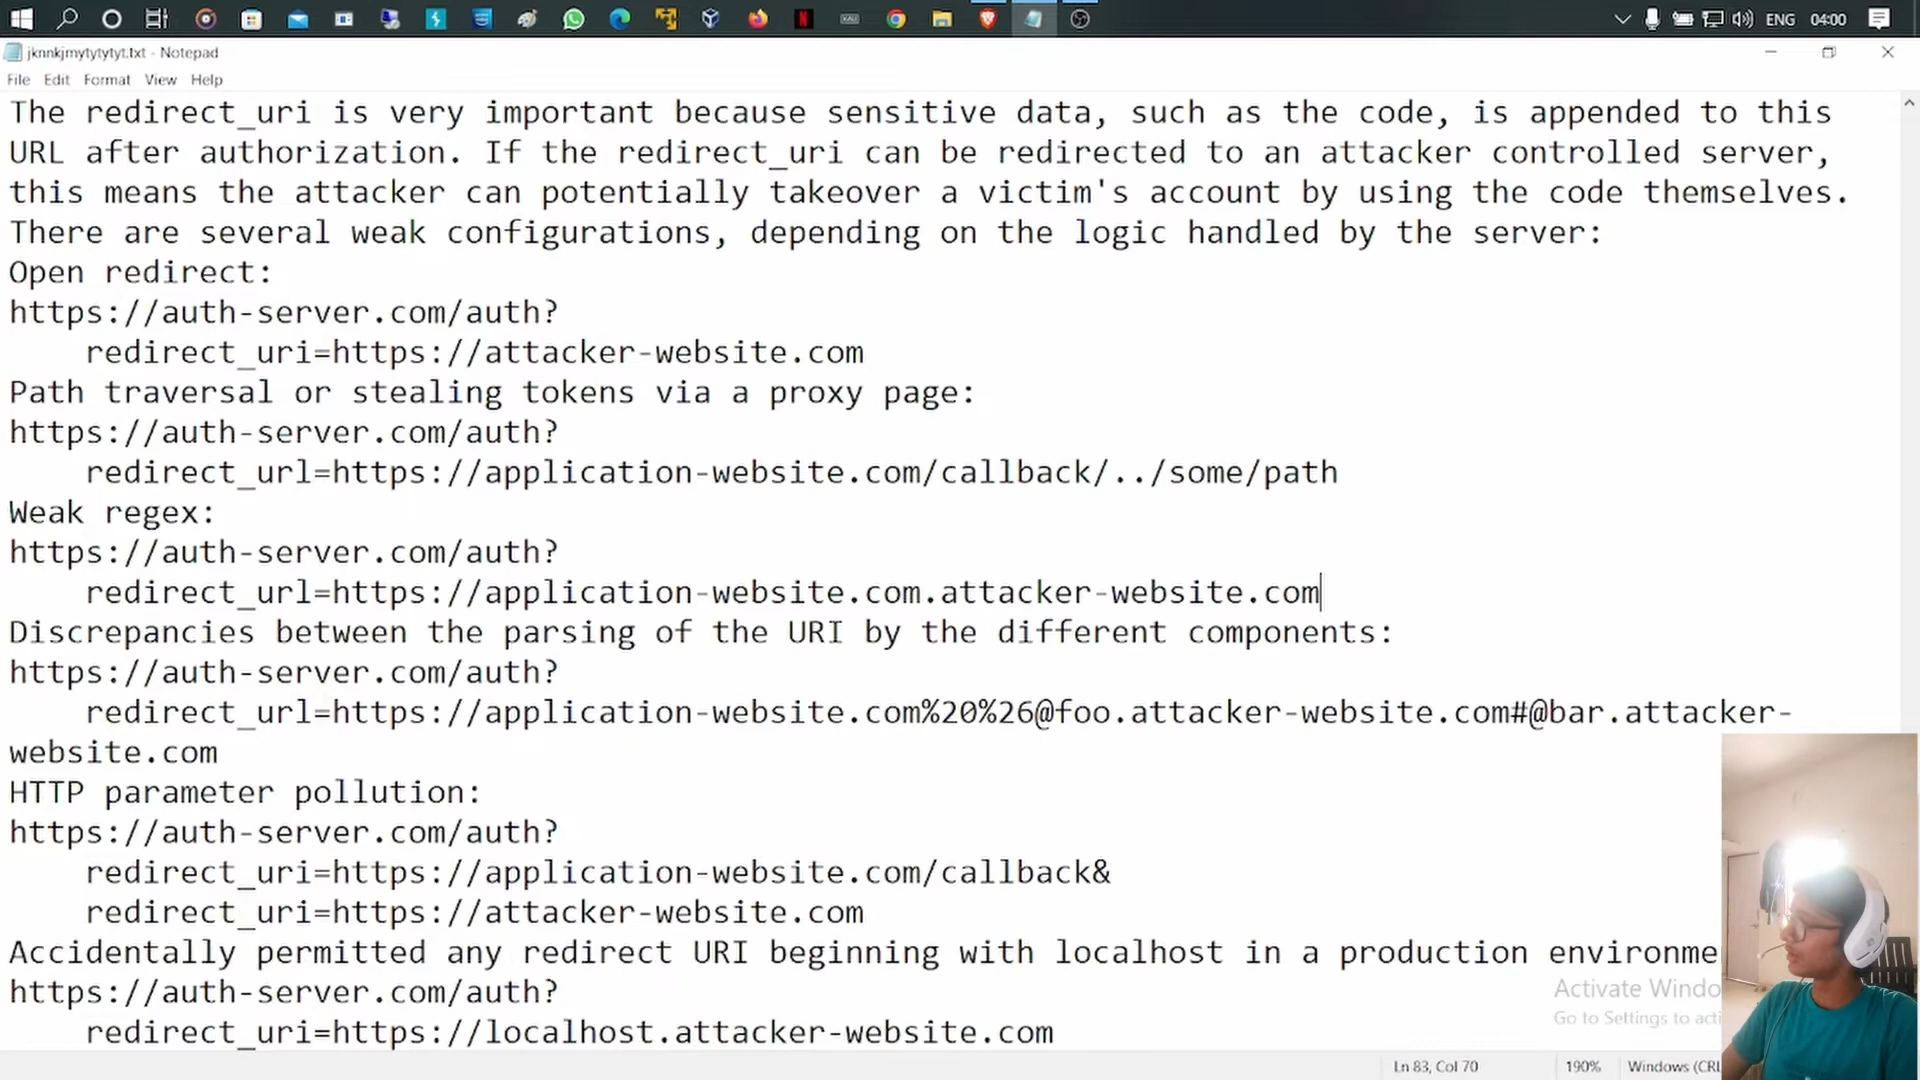 ENG 04:00
jknnkjmytytytyt.txt - Notepad
File Edit Format View Help
The redirect_uri is very important because sensitive data, such as the code, is appended to this
URL after authorization. If the redirect_uri can be redirected to an attacker controlled server,
this means the attacker can potentially takeover a victim's account by using the code themselves.
There are several weak configurations, depending on the logic handled by the server:
Open redirect:
https://auth-server.com/auth?
redirect_uri=https://attacker-website.com
Path traversal or stealing tokens via a proxy page:
https://auth-server.com/auth?
redirect_url=https://application-website.com/callback/../some/path
Weak regex:
https://auth-server.com/auth?
redirect_url=https://application-website.com.attacker-website.com
Discrepancies between the parsing of the URI by the different components:
https://auth-server.com/auth?
redirect_url=https://application-website.com%20%26@foo.attacker-website.com#@bar.attacker-
website.com
HTTP parameter pollution:
https://auth-server.com/auth?
redirect_uri=https://application-website.com/callback&
redirect_uri=https://attacker-website.com
Accidentally permitted any redirect URI beginning with localhost in a production environme
https://auth-server.com/auth?
redirect_uri=https://localhost.attacker-website.com
Activate Windo
Go to Settings to acti
Ln 83, Col 70 190% Windows (CRL